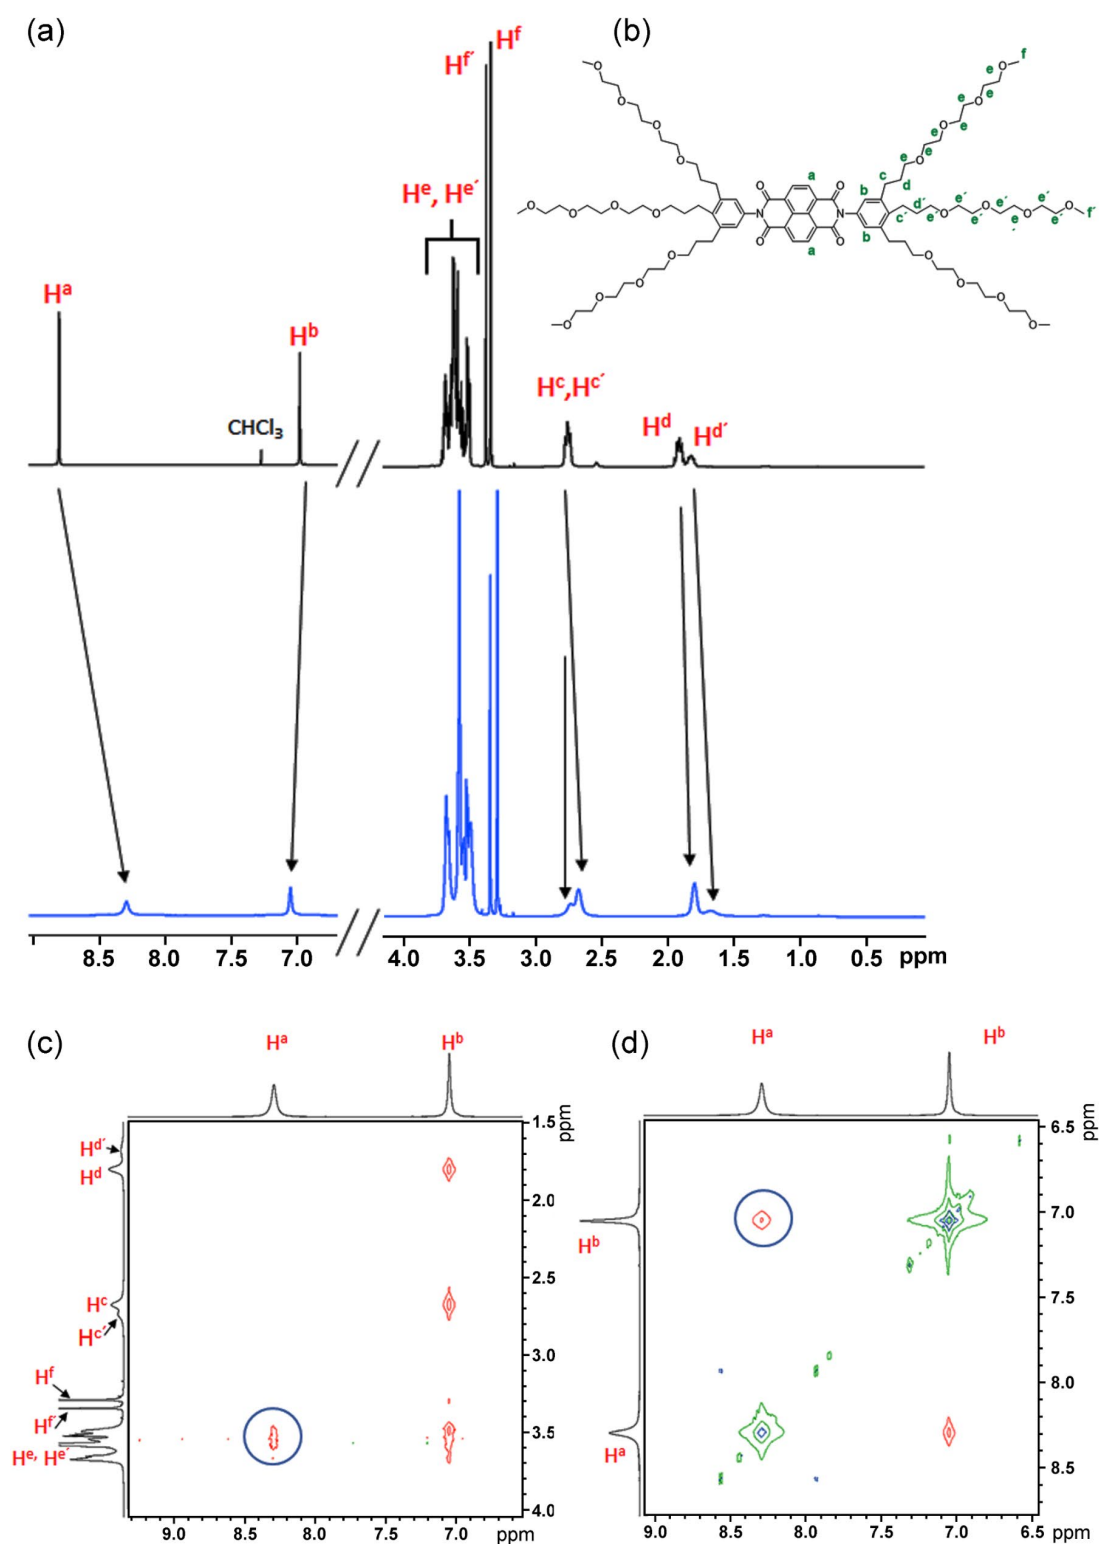 (a)
(b)
Hᶠ
Hᶠ´
Hᵉ, Hᵉ´
Hᵃ
Hᵇ
CHCl₃
Hᶜ,Hᶜ´
Hᵈ
Hᵈ´
O O O O e e f
O O e e
O O e e
O O e e
a c d
O O b d´ e´ e´ e´
O O O O N N c´ e´ O e´ O e´ O e´ O f´
O O b
a
O O
O O
O O
O O
8.5 8.0 7.5 7.0 4.0 3.5 3.0 2.5 2.0 1.5 1.0 0.5 ppm
(c)
Hᵃ
Hᵇ
Hᵈ´
Hᵈ
Hᶜ
Hᶜ´
Hᶠ
Hᶠ´
Hᵉ, Hᵉ´
1.5 ppm
2.0
2.5
3.0
3.5
4.0
9.0 8.5 8.0 7.5 7.0 ppm
(d)
Hᵃ
Hᵇ
Hᵇ
Hᵃ
6.5 ppm
7.0
7.5
8.0
8.5
9.0 8.5 8.0 7.5 7.0 6.5
ppm